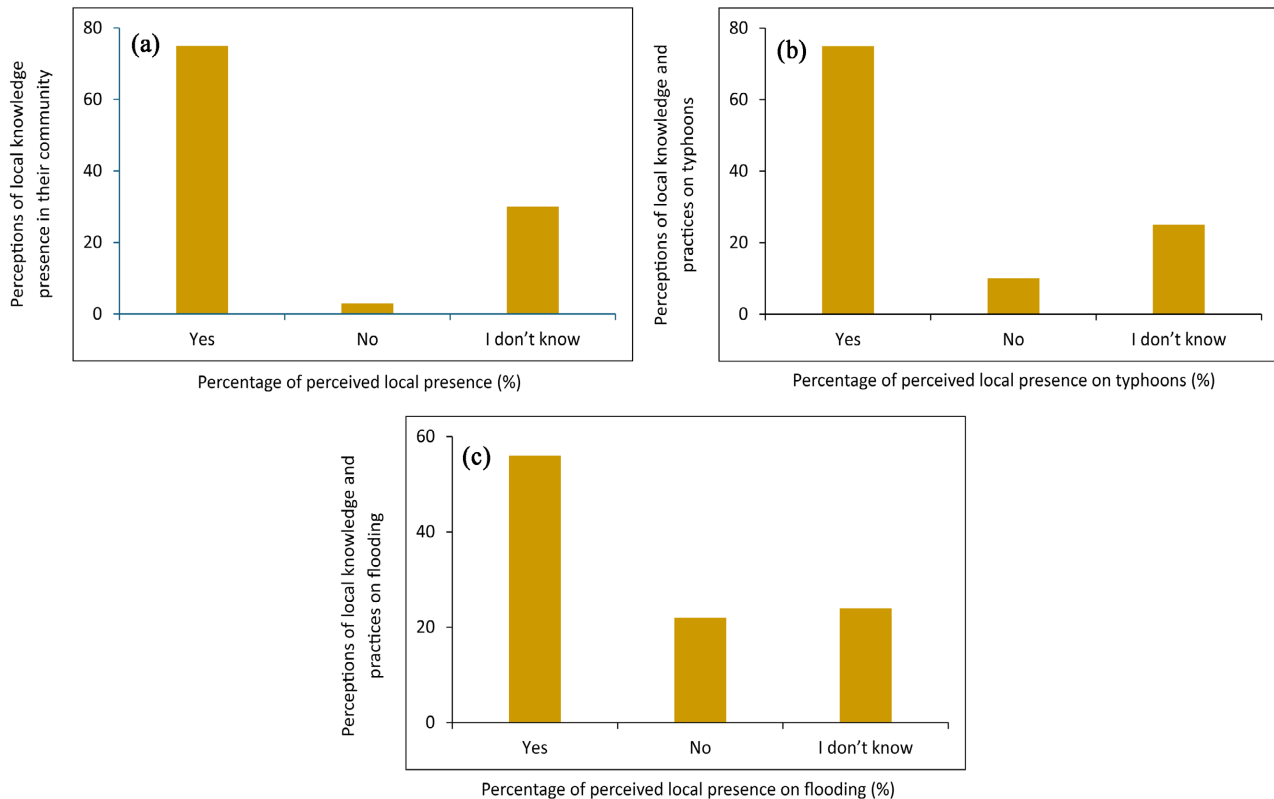 (a)
Perceptions of local knowledge
presence in their community
80
60
40
20
0
Yes No I don’t know
Percentage of perceived local presence (%)
(b)
Perceptions of local knowledge and
practices on typhoons
80
60
40
20
0
Yes No I don’t know
Percentage of perceived local presence on typhoons (%)
(c)
Perceptions of local knowledge and
practices on flooding
60
40
20
0
Yes No I don’t know
Percentage of perceived local presence on flooding (%)